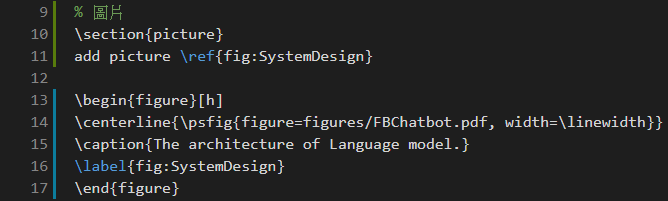 9 % 圖片
10 \section{picture}
11 add picture \ref{fig:SystemDesign}
12
13 \begin{figure}[h]
14 \centerline{\psfig{figure=figures/FBChatbot.pdf, width=\linewidth}}
15 \caption{The architecture of Language model.}
16 \label{fig:SystemDesign}
17 \end{figure}